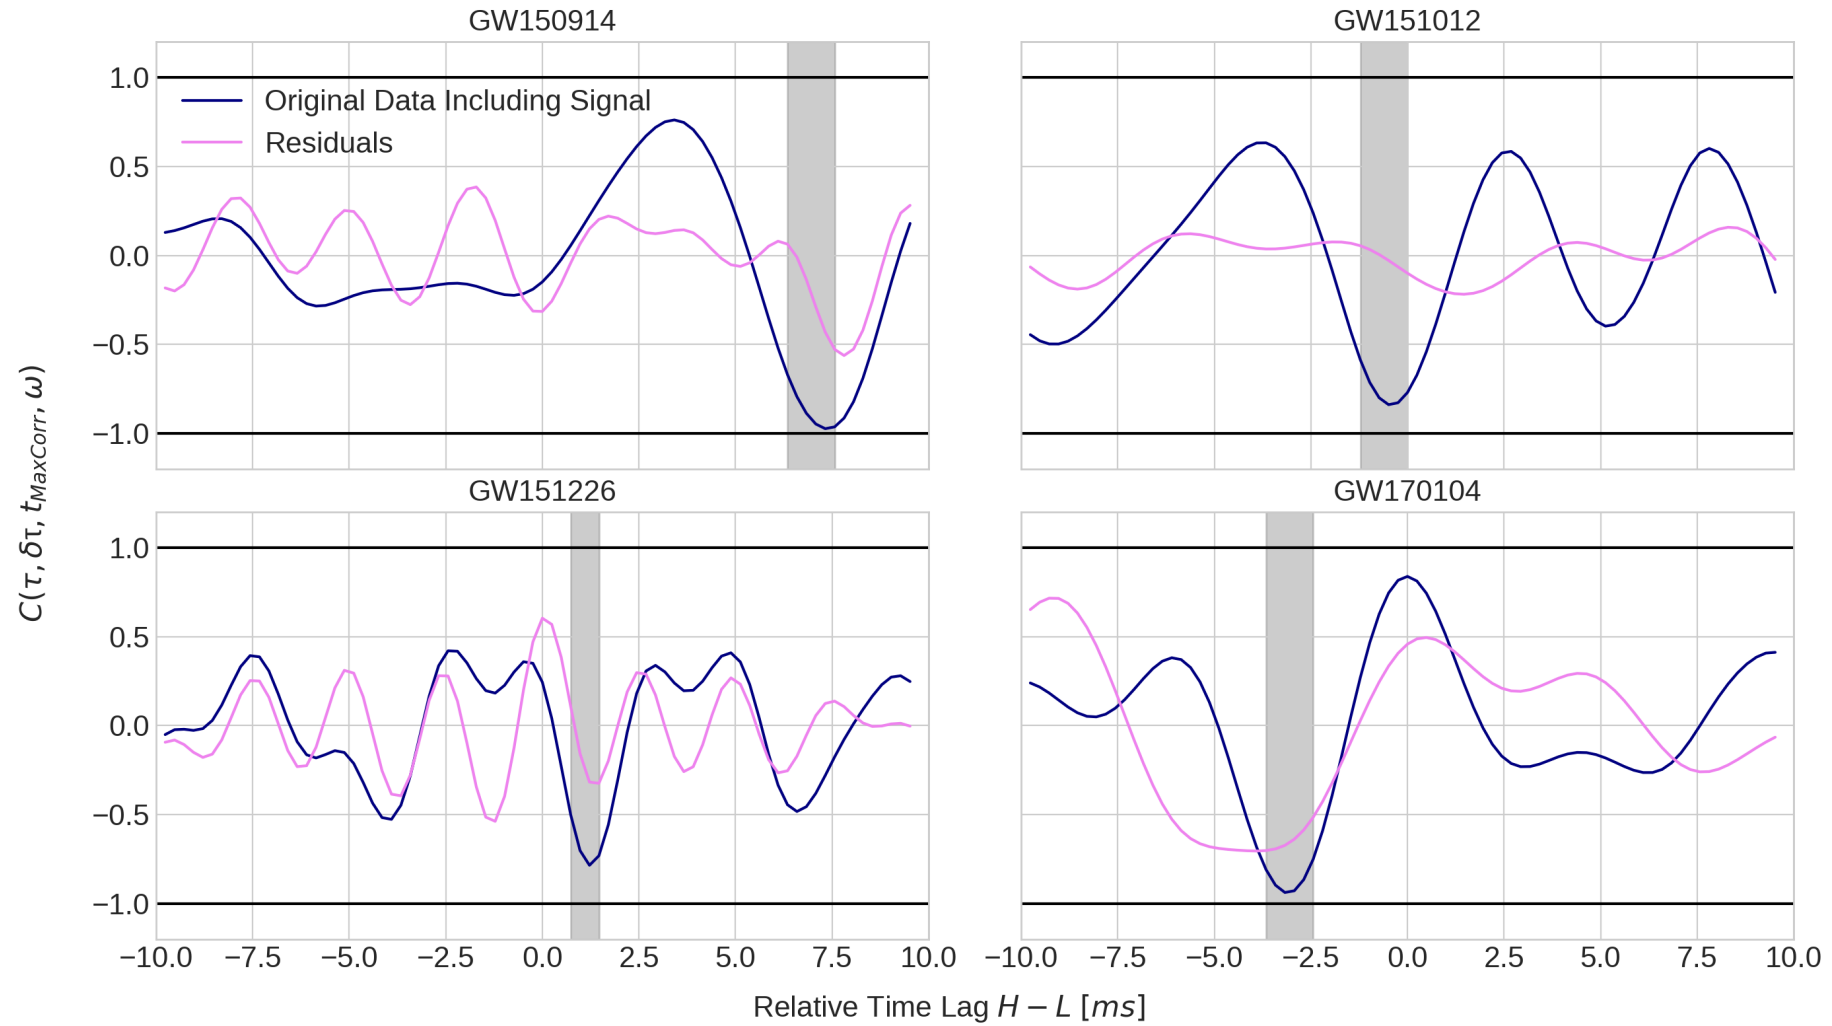 GW150914
GW151012
1.0
0.5
0.0
−0.5
−1.0
Original Data Including Signal
Residuals
GW151226
GW170104
1.0
0.5
0.0
−0.5
−1.0
−10.0 −7.5 −5.0 −2.5 0.0 2.5 5.0 7.5 10.0
−10.0 −7.5 −5.0 −2.5 0.0 2.5 5.0 7.5 10.0
C(τ, δτ, t_MaxCorr, ω)
Relative Time Lag H − L [ms]